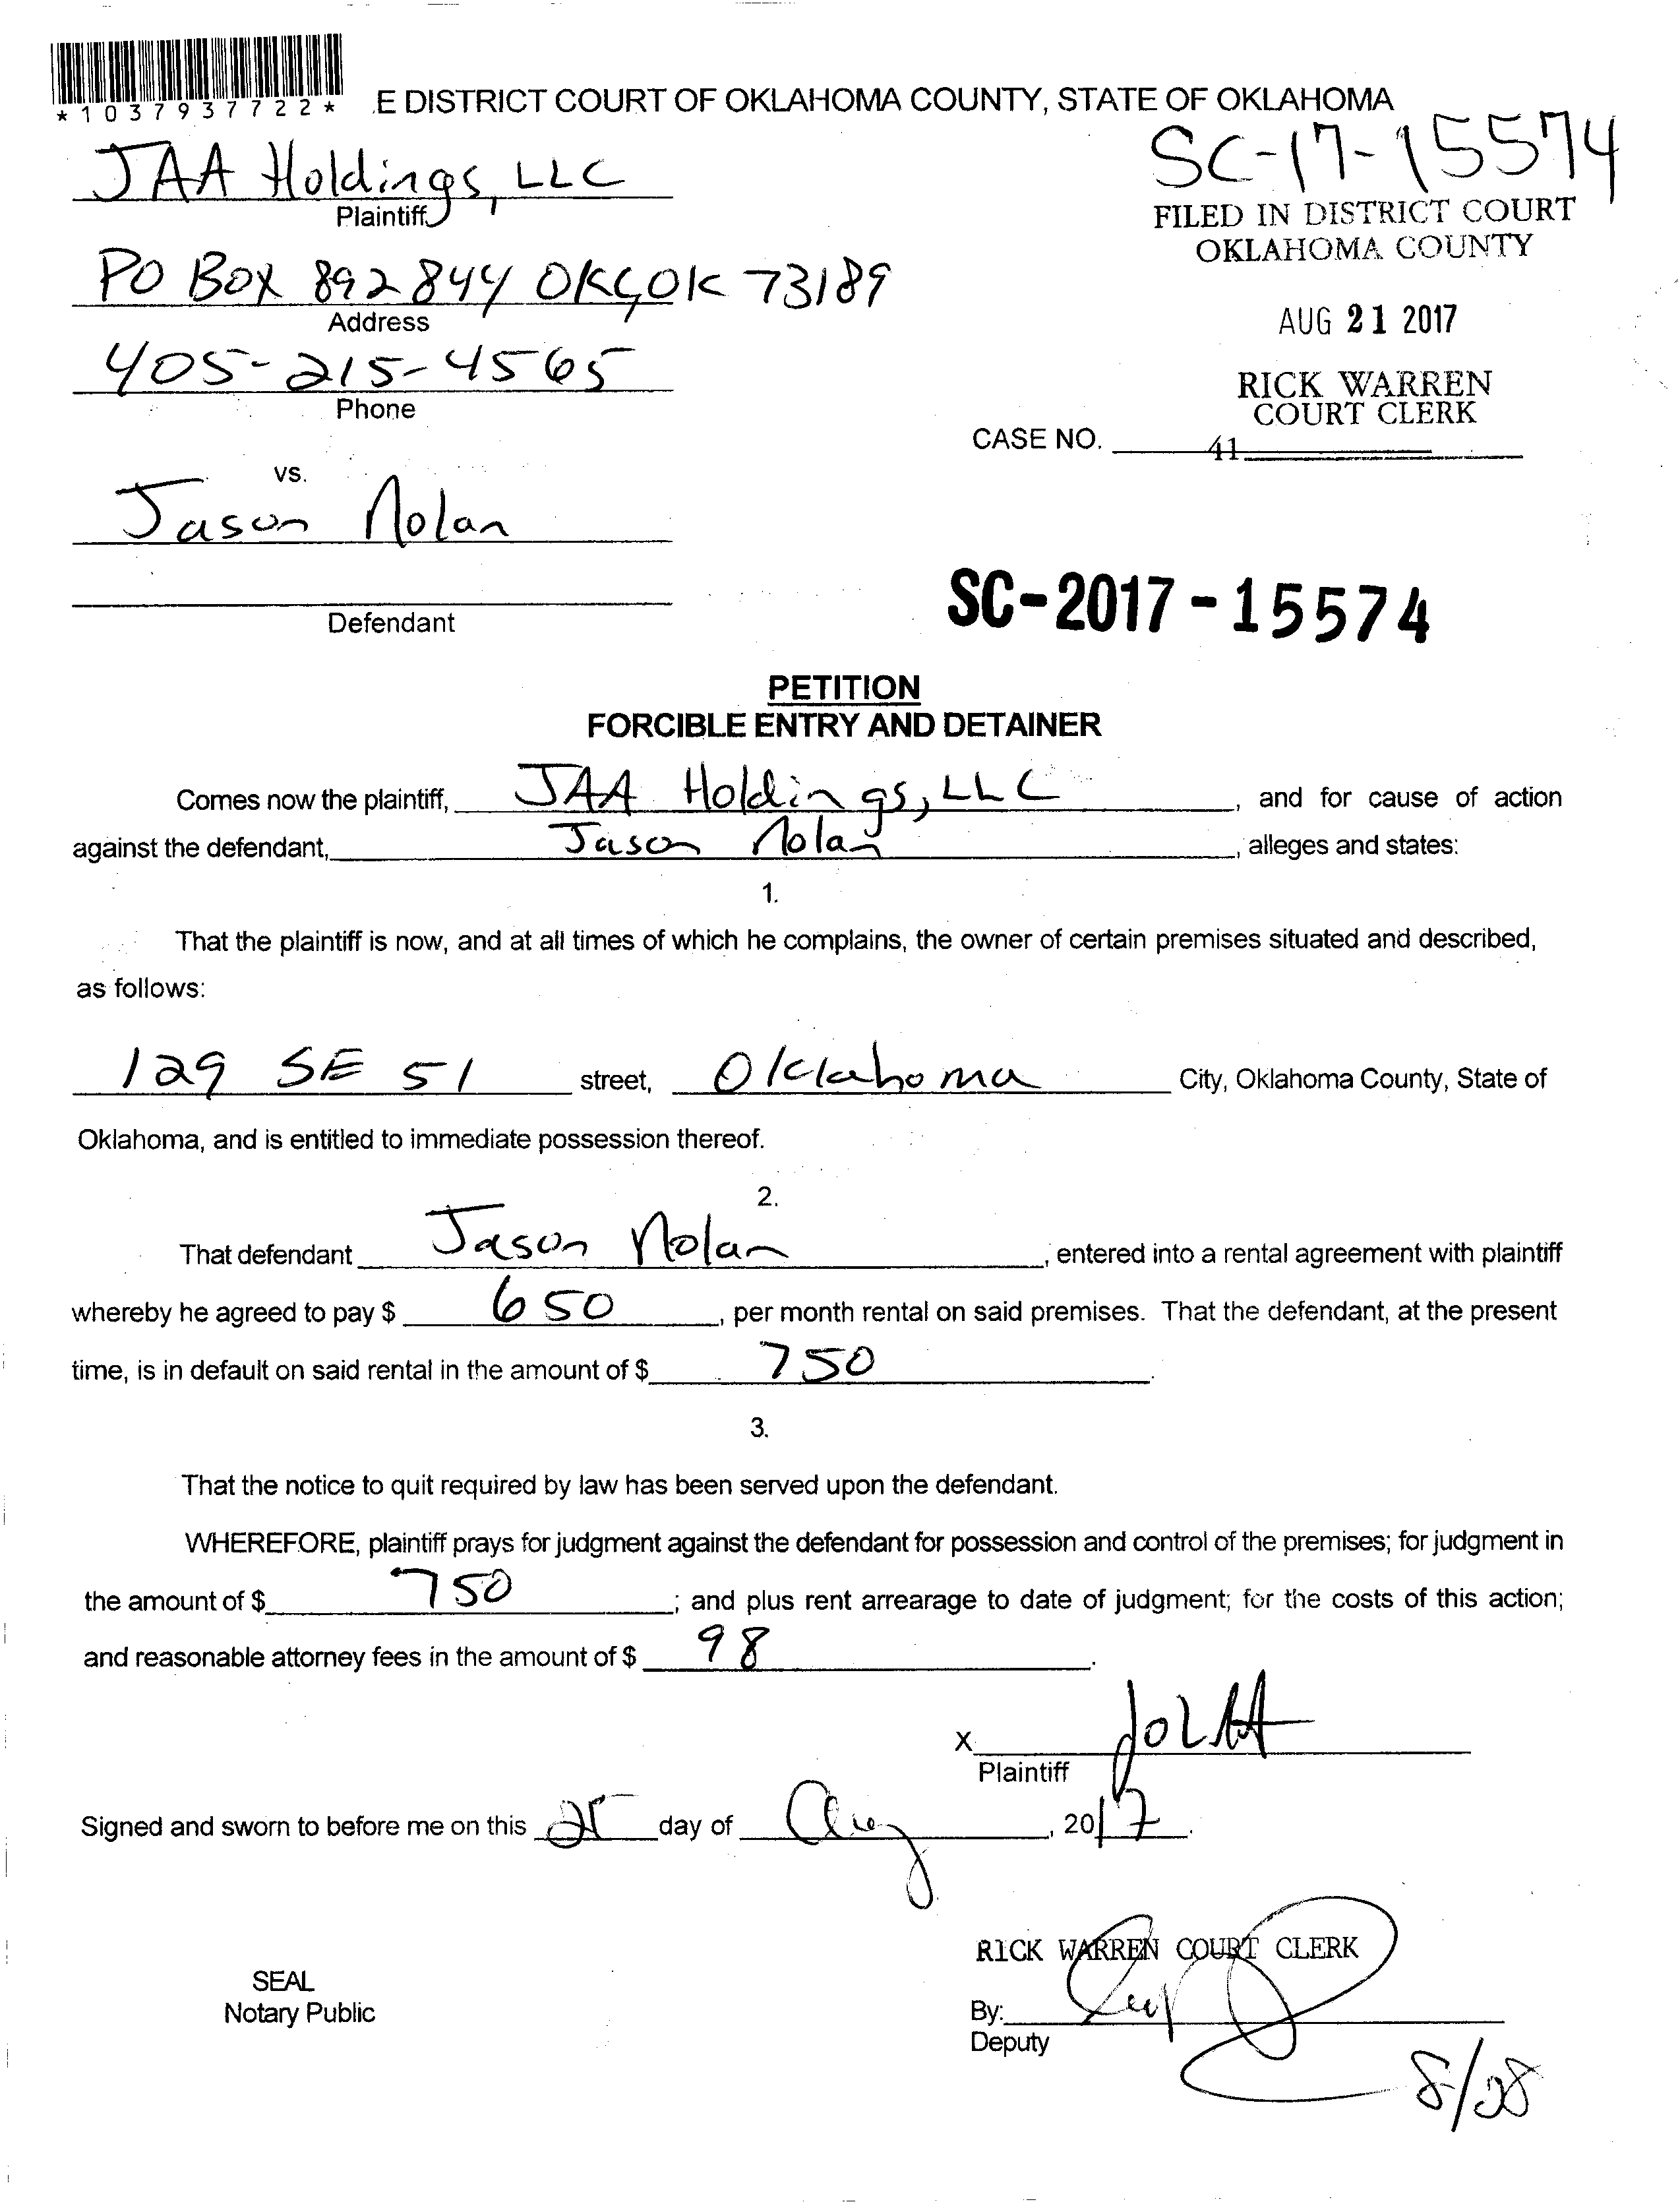 *1037937722*
.E DISTRICT COURT OF OKLAHOMA COUNTY, STATE OF OKLAHOMA
SC-17-15574
JAA Holdings, LLC
Plaintiff
FILED IN DISTRICT COURT
OKLAHOMA COUNTY
PO Box 892844 OKC, OK 73189
Address
AUG 21 2017
405-215-4565
Phone
RICK WARREN
COURT CLERK
CASE NO. 41
vs.
Jason Nolan
Defendant
SC-2017-15574
PETITION
FORCIBLE ENTRY AND DETAINER
Comes now the plaintiff, JAA Holdings, LLC, and for cause of action
against the defendant, Jason Nolan, alleges and states:
1.
That the plaintiff is now, and at all times of which he complains, the owner of certain premises situated and described,
as follows:
129 SE 51 street, Oklahoma City, Oklahoma County, State of
Oklahoma, and is entitled to immediate possession thereof.
2.
That defendant Jason Nolan, entered into a rental agreement with plaintiff
whereby he agreed to pay $ 650, per month rental on said premises. That the defendant, at the present
time, is in default on said rental in the amount of $ 750.
3.
That the notice to quit required by law has been served upon the defendant.
WHEREFORE, plaintiff prays for judgment against the defendant for possession and control of the premises; for judgment in
the amount of $ 750; and plus rent arrearage to date of judgment; for the costs of this action;
and reasonable attorney fees in the amount of $ 98.
X
Plaintiff
Signed and sworn to before me on this day of Aug, 2017.
RICK WARREN COURT CLERK
SEAL
Notary Public
By:
Deputy
8/28